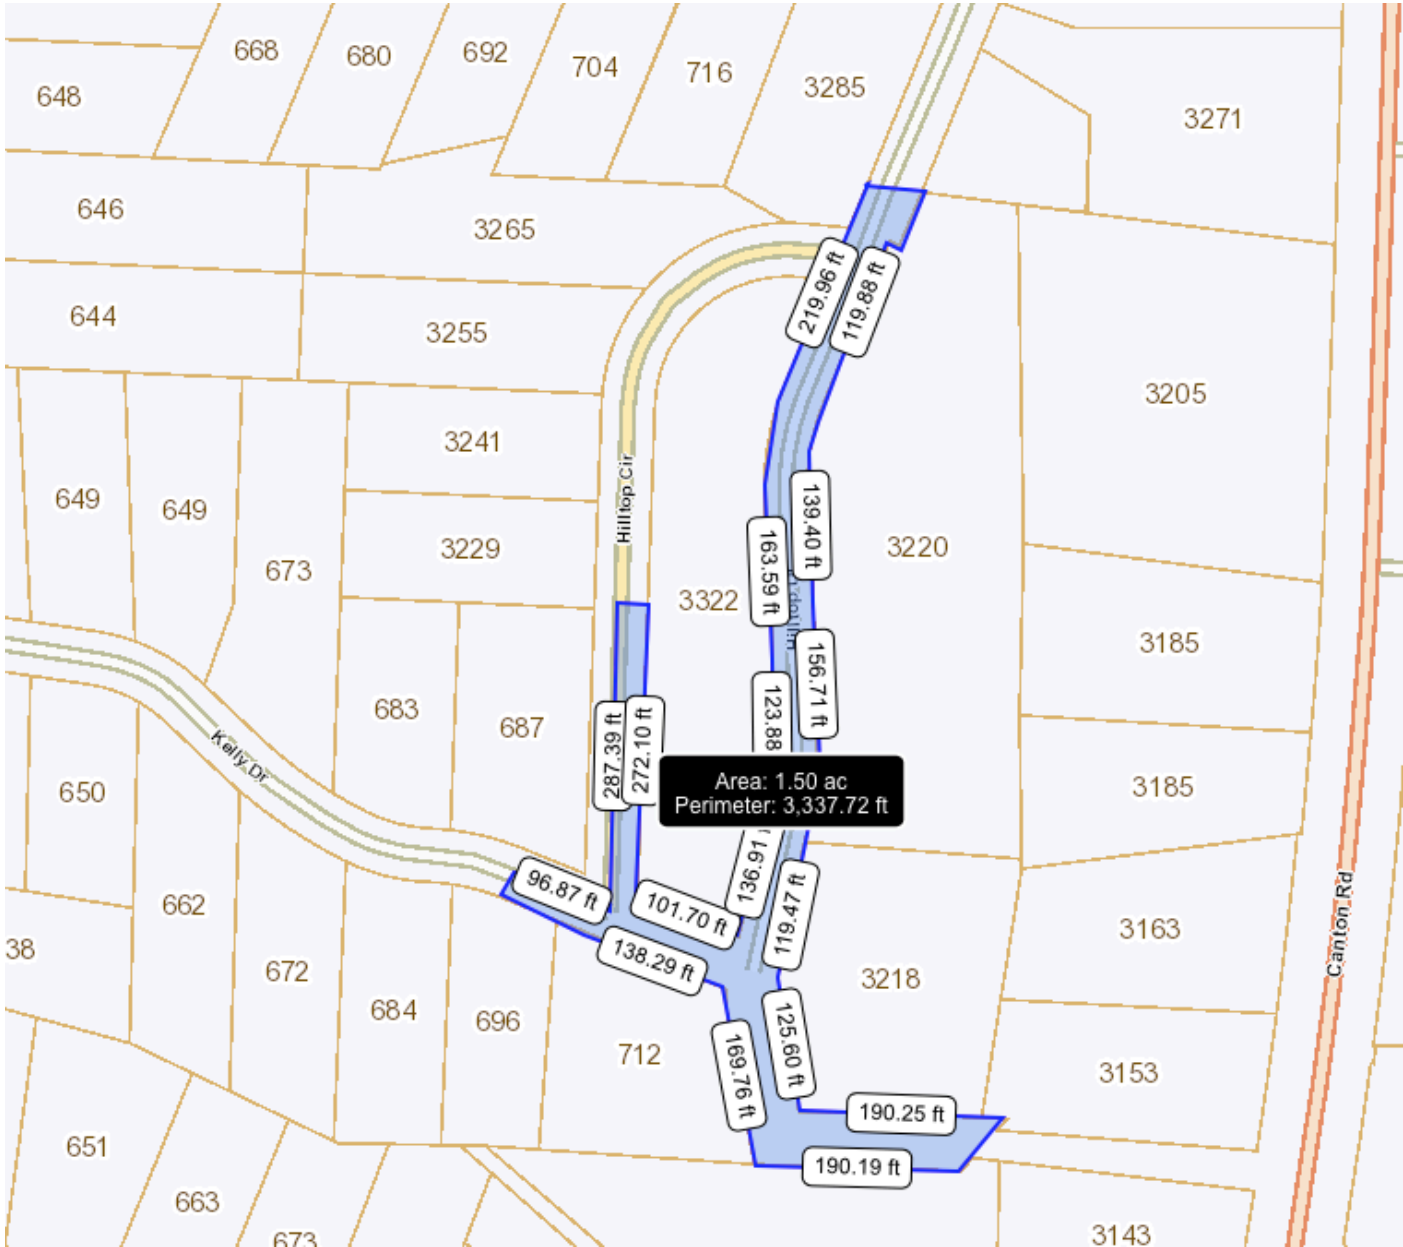 668
680
692
704
716
3285
648
3271
646
3265
644
3255
219.96 ft
119.88 ft
3205
3241
Hilltop Cir
649
649
139.40 ft
3229
673
163.59 ft
3220
3322
3185
156.71 ft
683
687
123.88
Kelly Dr
287.39 ft
272.10 ft
Area: 1.50 ac
Perimeter: 3,337.72 ft
650
3185
136.91
96.87 ft
101.70 ft
119.47 ft
662
Canton Rd
3163
38
138.29 ft
672
3218
684
696
125.60 ft
712
169.76 ft
3153
190.25 ft
651
190.19 ft
663
673
3143